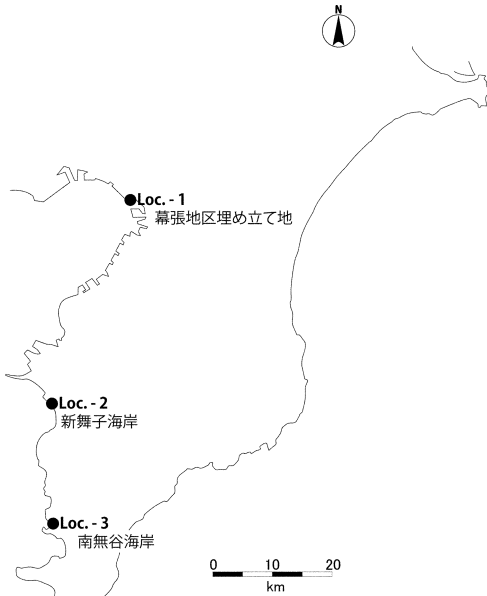 N
Loc. - 1
幕張地区埋め立て地
Loc. - 2
新舞子海岸
Loc. - 3
南無谷海岸
0 10 20
km